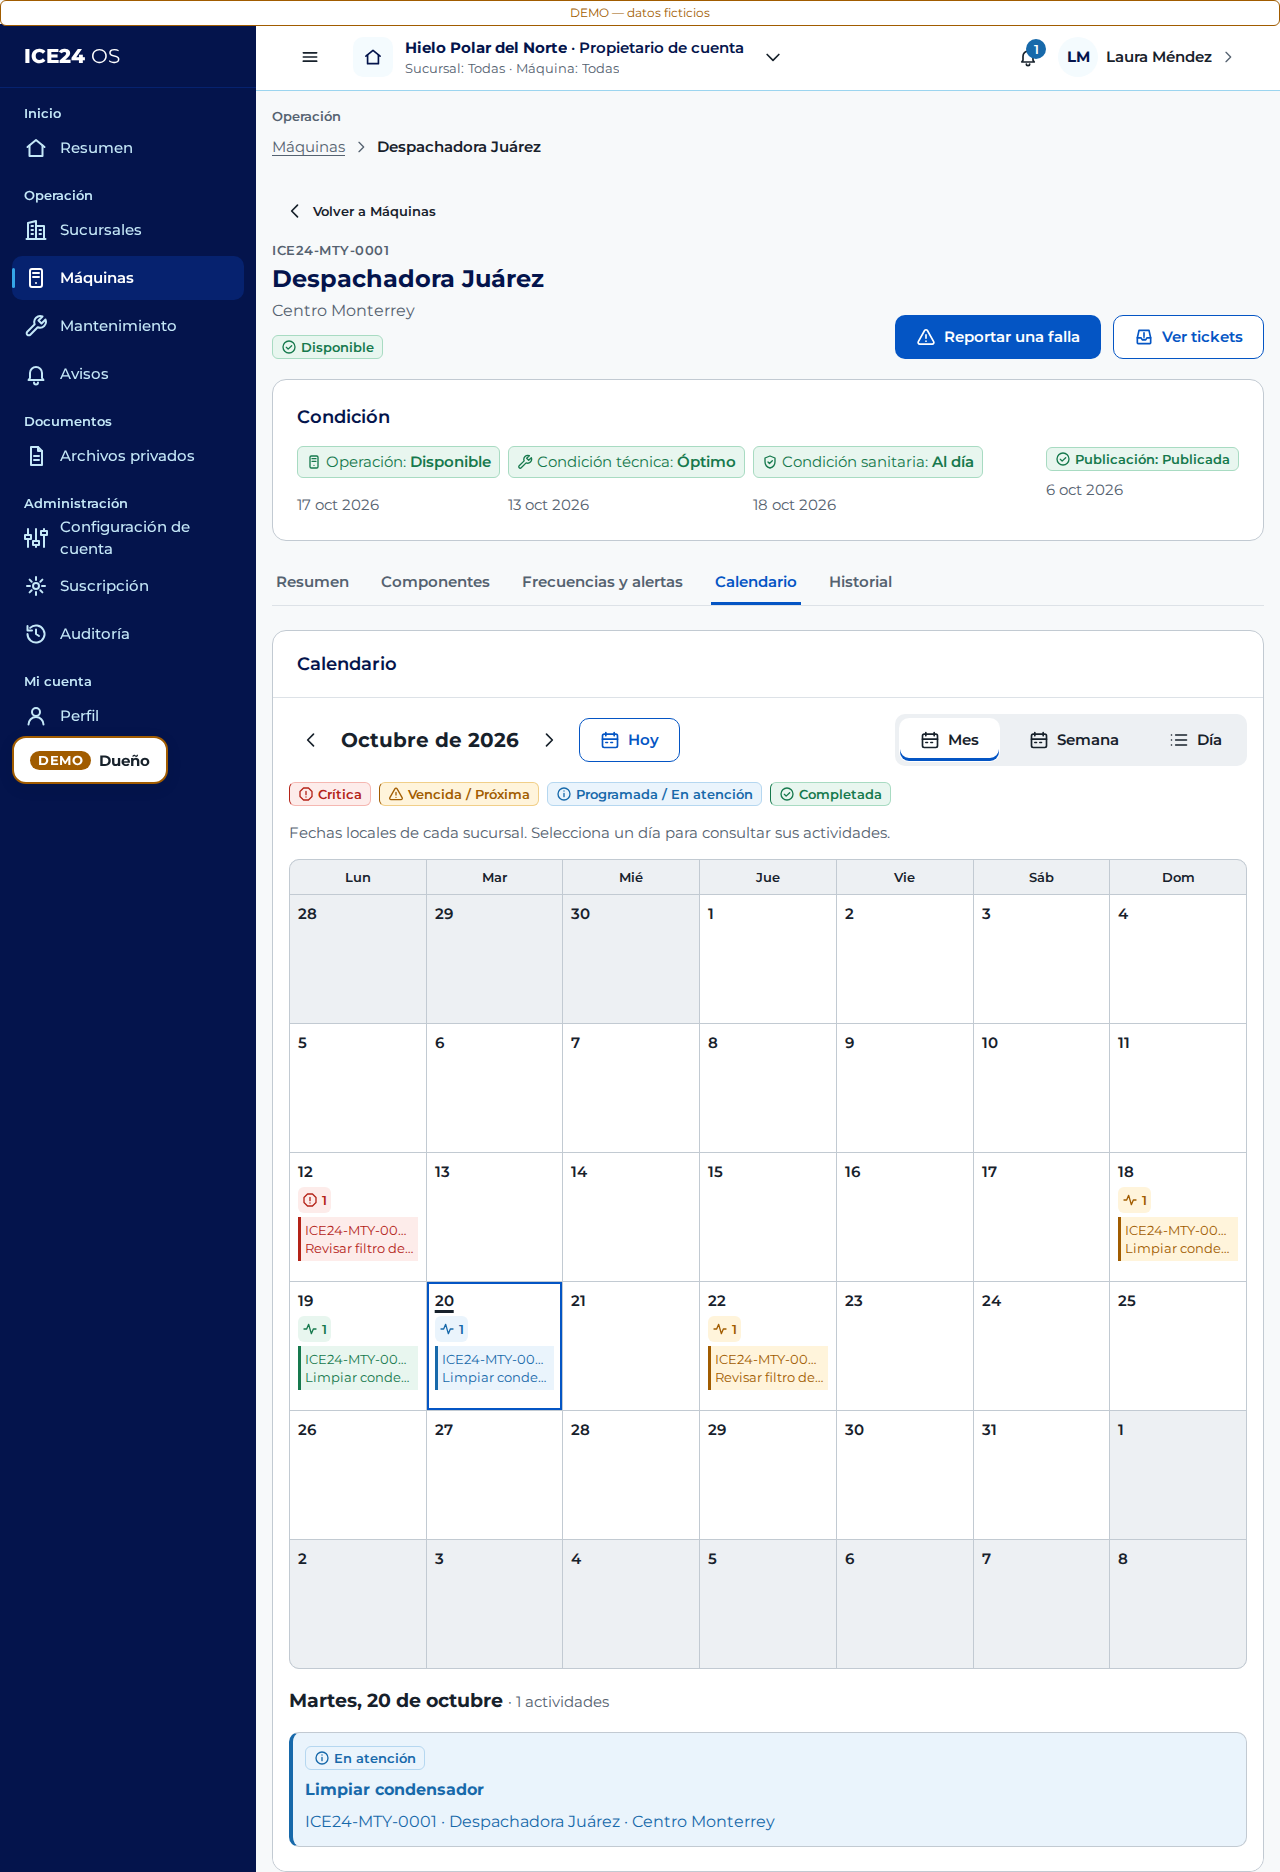 DEMO — datos ficticios
ICE24 OS
Inicio
Resumen
Operación
Sucursales
Máquinas
Mantenimiento
Avisos
Documentos
Archivos privados
Administración
Configuración de
cuenta
Suscripción
Auditoría
Mi cuenta
Perfil
DEMO Dueño
Hielo Polar del Norte · Propietario de cuenta
Sucursal: Todas · Máquina: Todas
1
LM Laura Méndez
Operación
Máquinas Despachadora Juárez
Volver a Máquinas
ICE24-MTY-0001
Despachadora Juárez
Centro Monterrey
Disponible
Reportar una falla Ver tickets
Condición
Operación: Disponible Condición técnica: Óptimo Condición sanitaria: Al día Publicación: Publicada
17 oct 2026 13 oct 2026 18 oct 2026 6 oct 2026
Resumen Componentes Frecuencias y alertas Calendario Historial
Calendario
Octubre de 2026 Hoy Mes Semana Día
Crítica Vencida / Próxima Programada / En atención Completada
Fechas locales de cada sucursal. Selecciona un día para consultar sus actividades.
Lun Mar Mié Jue Vie Sáb Dom
28 29 30 1 2 3 4
5 6 7 8 9 10 11
12 13 14 15 16 17 18
1 1
ICE24-MTY-00... ICE24-MTY-00...
Revisar filtro de... Limpiar conde...
19 20 21 22 23 24 25
1 1 1
ICE24-MTY-00... ICE24-MTY-00... ICE24-MTY-00...
Limpiar conde... Limpiar conde... Revisar filtro de...
26 27 28 29 30 31 1
2 3 4 5 6 7 8
Martes, 20 de octubre · 1 actividades
En atención
Limpiar condensador
ICE24-MTY-0001 · Despachadora Juárez · Centro Monterrey